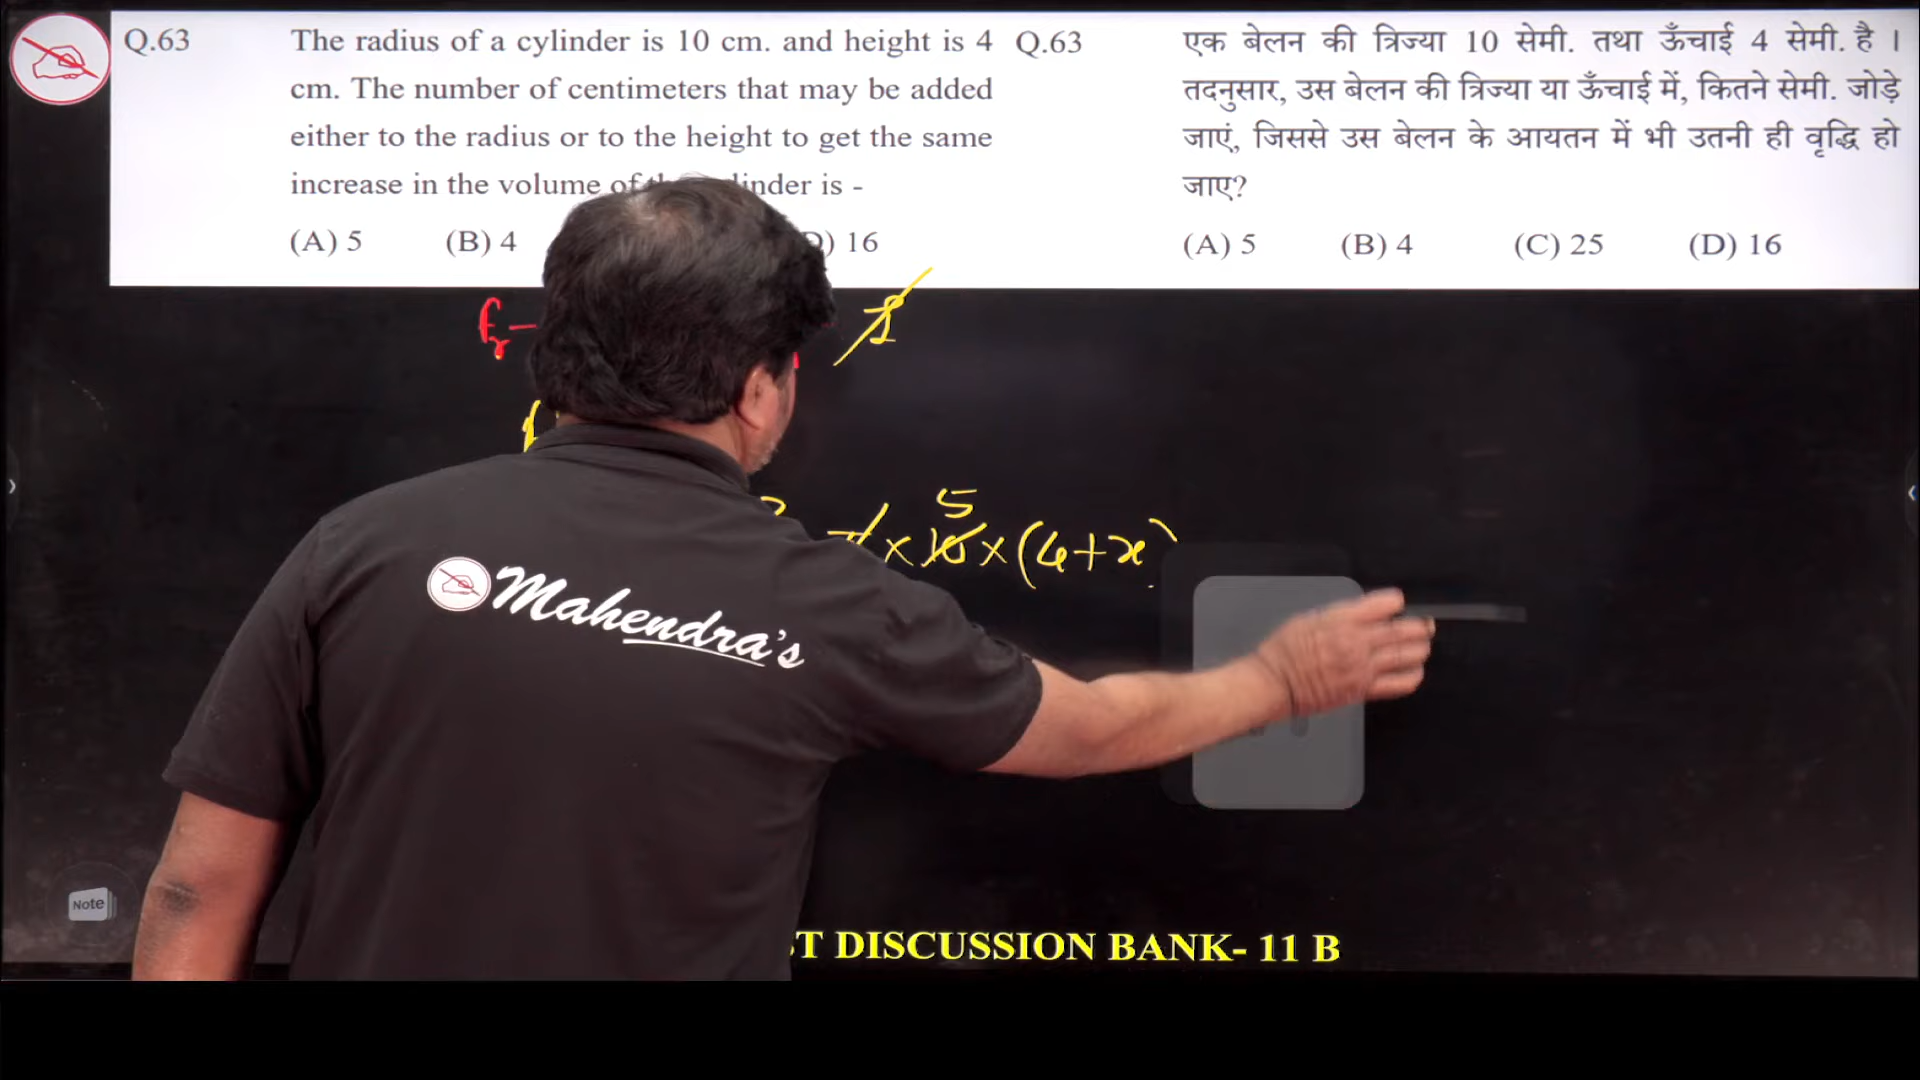 Q.63
The radius of a cylinder is 10 cm. and height is 4
cm. The number of centimeters that may be added
either to the radius or to the height to get the same
increase in the volume of linder is -
(A) 5 (B) 4 16
Q.63
एक बेलन की त्रिज्या 10 सेमी. तथा ऊँचाई 4 सेमी. है ।
तदनुसार, उस बेलन की त्रिज्या या ऊँचाई में, कितने सेमी. जोड़े
जाएं, जिससे उस बेलन के आयतन में भी उतनी ही वृद्धि हो
जाए?
(A) 5 (B) 4 (C) 25 (D) 16
5
× 10 × (4+x)
Mahendra's
Note
DISCUSSION BANK- 11 B